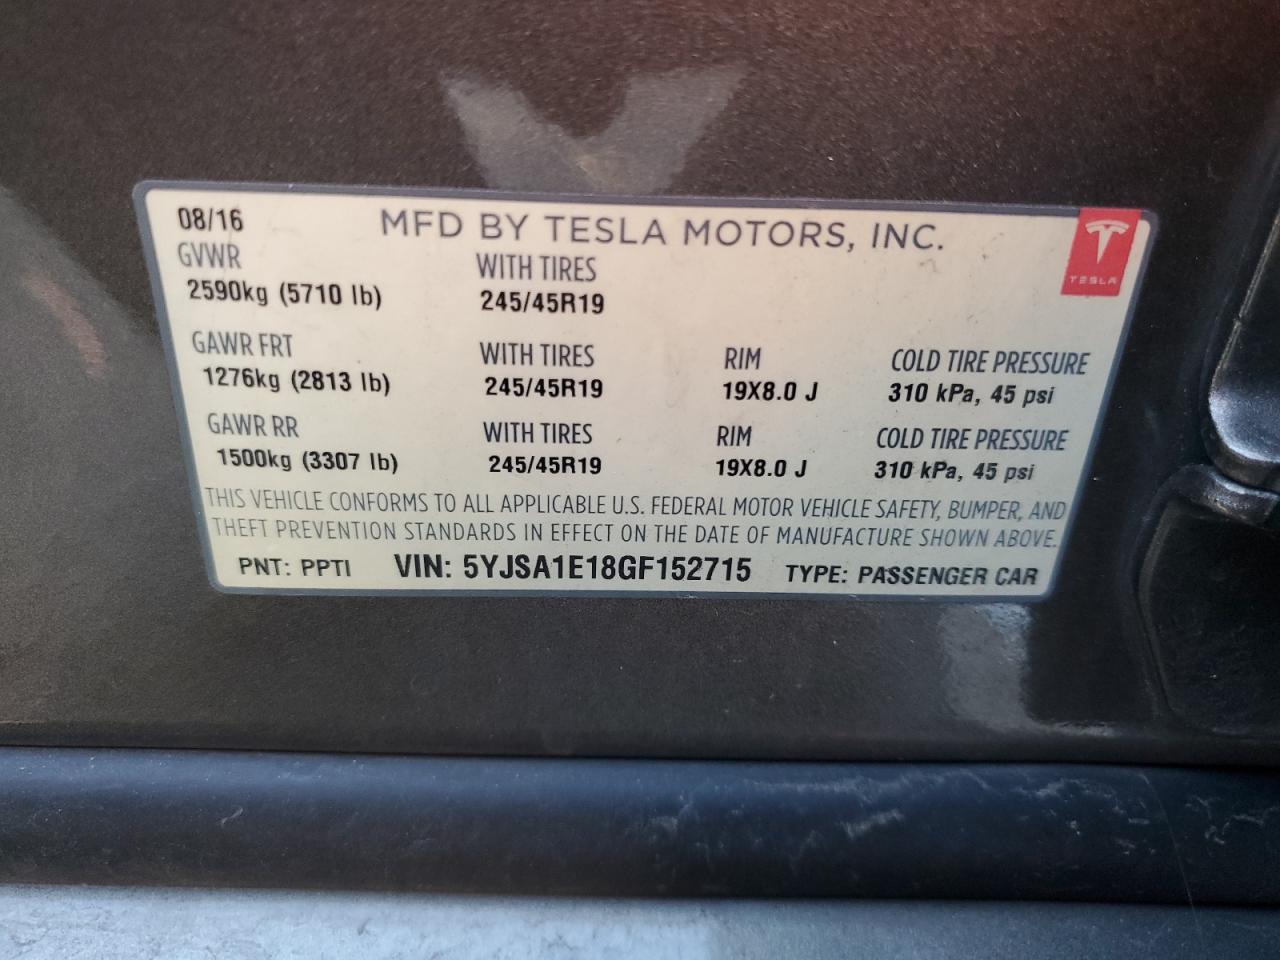 08/16 MFD BY TESLA MOTORS, INC.
TESLA
GVWR WITH TIRES
2590kg (5710 lb) 245/45R19
GAWR FRT WITH TIRES RIM COLD TIRE PRESSURE
1276kg (2813 lb) 245/45R19 19X8.0 J 310 kPa, 45 psi
GAWR RR WITH TIRES RIM COLD TIRE PRESSURE
1500kg (3307 lb) 245/45R19 19X8.0 J 310 kPa, 45 psi
THIS VEHICLE CONFORMS TO ALL APPLICABLE U.S. FEDERAL MOTOR VEHICLE SAFETY, BUMPER, AND
THEFT PREVENTION STANDARDS IN EFFECT ON THE DATE OF MANUFACTURE SHOWN ABOVE.
PNT: PPTI VIN: 5YJSA1E18GF152715 TYPE: PASSENGER CAR